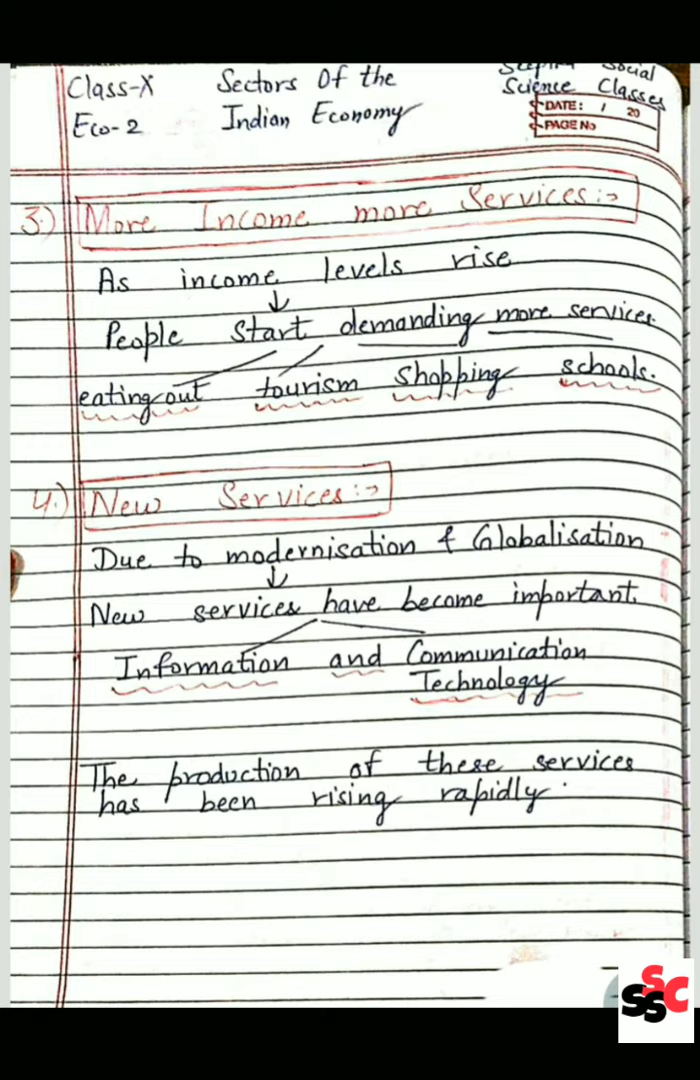 Social
Class-X Sectors Of the Science Classes
Eco-2 Indian Economy
DATE: / 20
PAGE No
3.) More Income more Services:->
As income levels rise
↓
People start demanding more services.
eating out tourism shopping schools.
4.) New Services:->
Due to modernisation & Globalisation
↓
New services have become important.
Information and Communication
Technology
The production of these services
has been rising rapidly.
SSSC